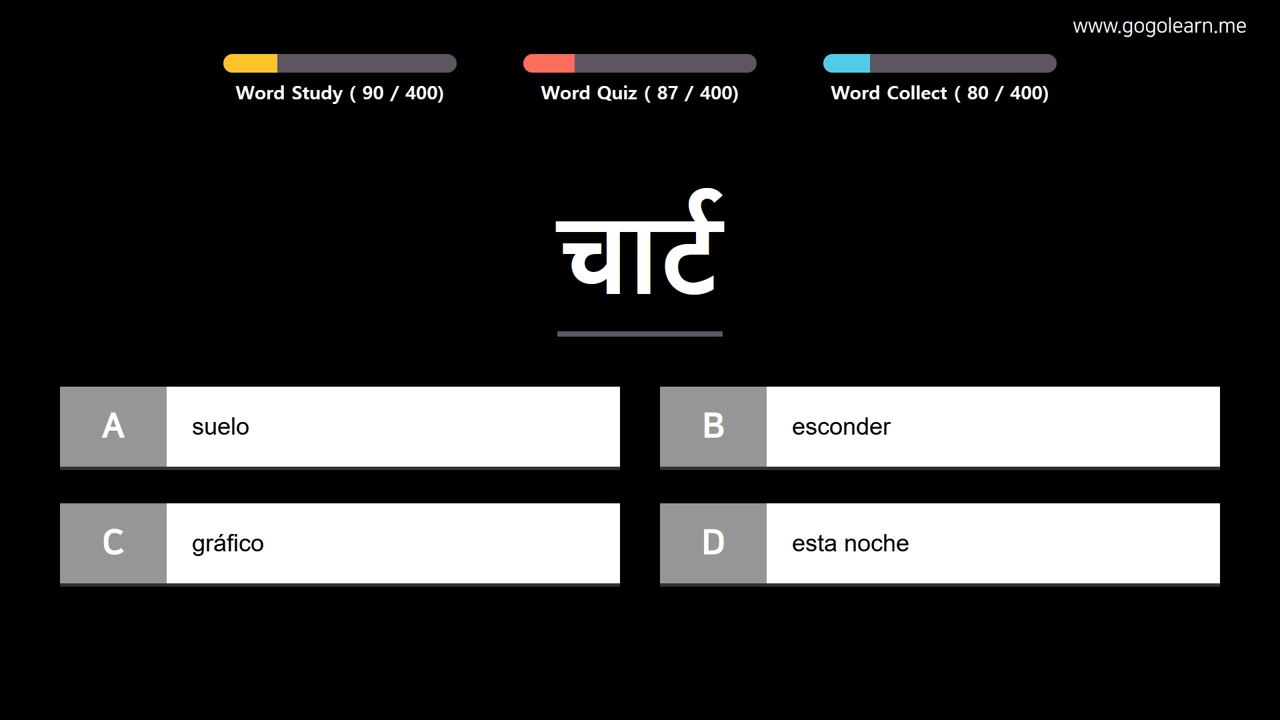 www.gogolearn.me
Word Study ( 90 / 400)
Word Quiz ( 87 / 400)
Word Collect ( 80 / 400)
चार्ट
A suelo
B esconder
C gráfico
D esta noche